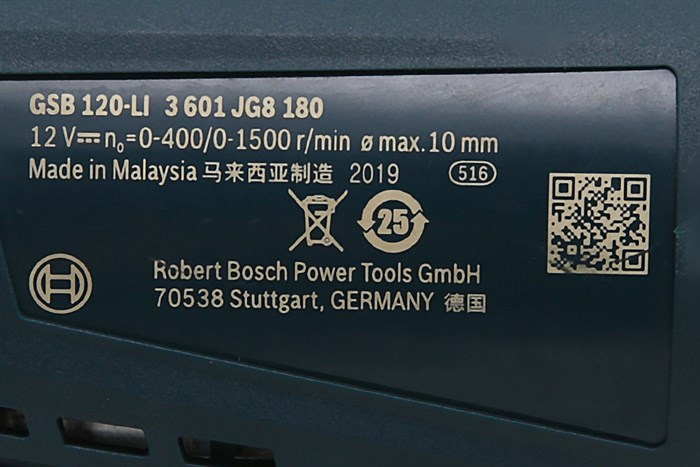 GSB 120-LI 3 601 JG8 180
12 V⎓n₀=0-400/0-1500 r/min ø max.10 mm
Made in Malaysia 马来西亚制造 2019 516
25
Robert Bosch Power Tools GmbH
70538 Stuttgart, GERMANY 德国